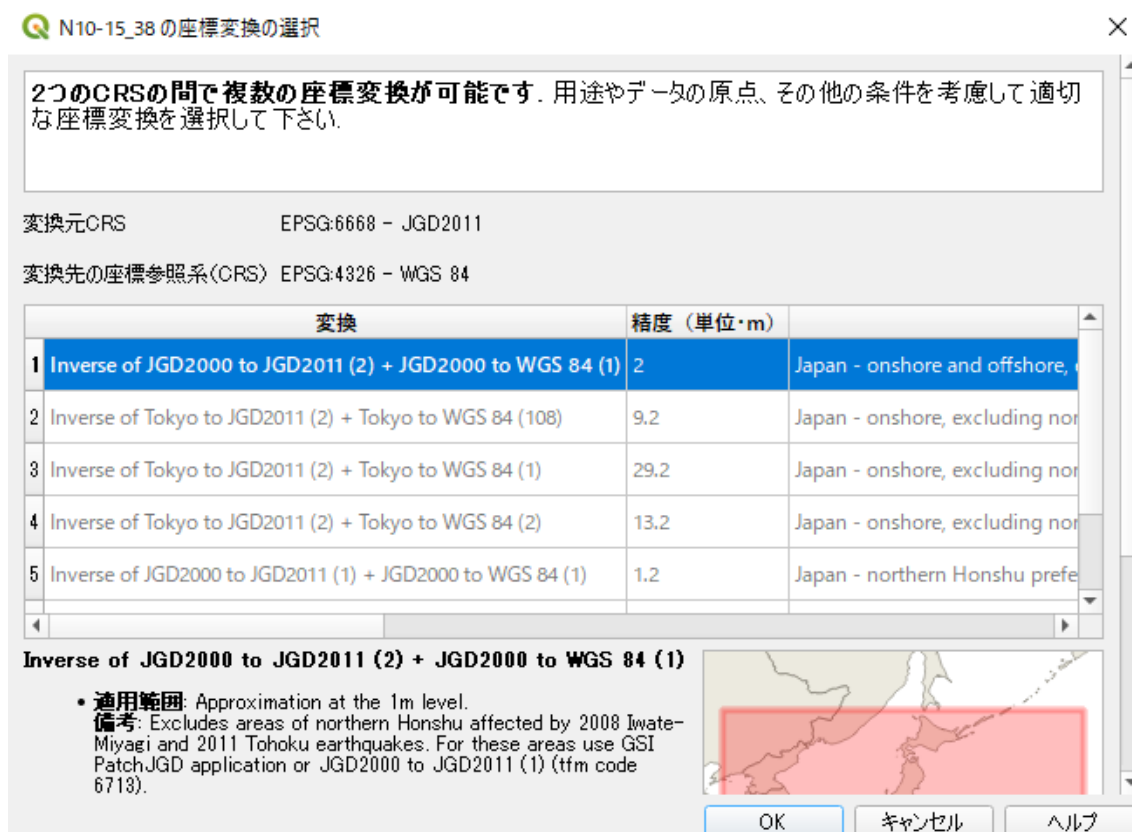 N10-15_38 の座標変換の選択
2つのCRSの間で複数の座標変換が可能です. 用途やデータの原点、その他の条件を考慮して適切
な座標変換を選択して下さい.
変換元CRS EPSG:6668 - JGD2011
変換先の座標参照系(CRS) EPSG:4326 - WGS 84
変換 精度（単位・m）
1 Inverse of JGD2000 to JGD2011 (2) + JGD2000 to WGS 84 (1) 2 Japan - onshore and offshore,
2 Inverse of Tokyo to JGD2011 (2) + Tokyo to WGS 84 (108) 9.2 Japan - onshore, excluding nor
3 Inverse of Tokyo to JGD2011 (2) + Tokyo to WGS 84 (1) 29.2 Japan - onshore, excluding nor
4 Inverse of Tokyo to JGD2011 (2) + Tokyo to WGS 84 (2) 13.2 Japan - onshore, excluding nor
5 Inverse of JGD2000 to JGD2011 (1) + JGD2000 to WGS 84 (1) 1.2 Japan - northern Honshu prefe
Inverse of JGD2000 to JGD2011 (2) + JGD2000 to WGS 84 (1)
• 適用範囲: Approximation at the 1m level.
備考: Excludes areas of northern Honshu affected by 2008 Iwate-
Miyagi and 2011 Tohoku earthquakes. For these areas use GSI
PatchJGD application or JGD2000 to JGD2011 (1) (tfm code
6713).
OK キャンセル ヘルプ